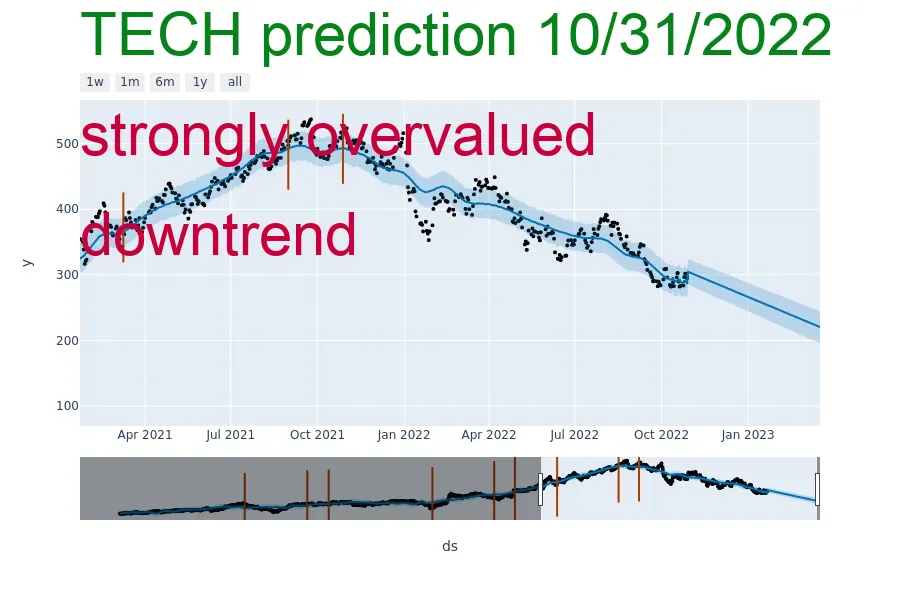 TECH prediction 10/31/2022
1w 1m 6m 1y all
strongly overvalued
500
400
downtrend
300
y
200
100
Apr 2021 Jul 2021 Oct 2021 Jan 2022 Apr 2022 Jul 2022 Oct 2022 Jan 2023
ds